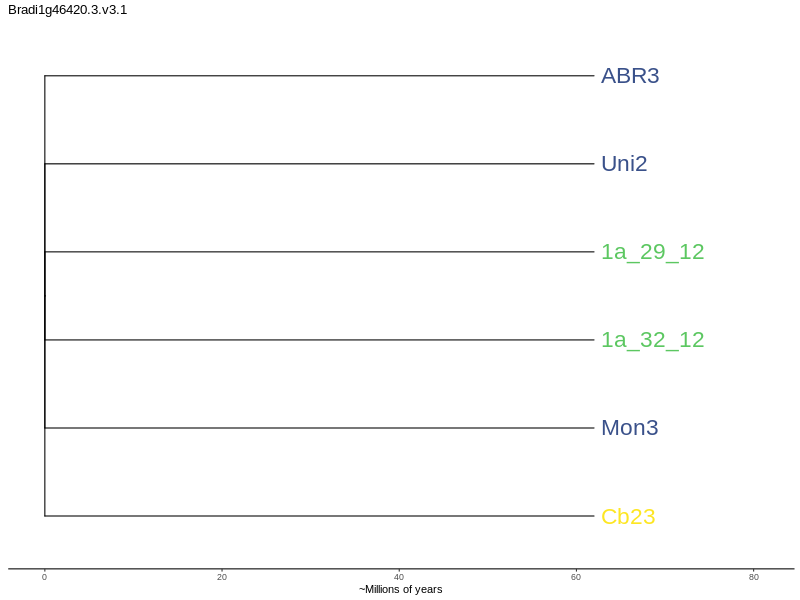 Bradi1g46420.3.v3.1
ABR3
Uni2
1a_29_12
1a_32_12
Mon3
Cb23
0 20 40 60 80
~Millions of years